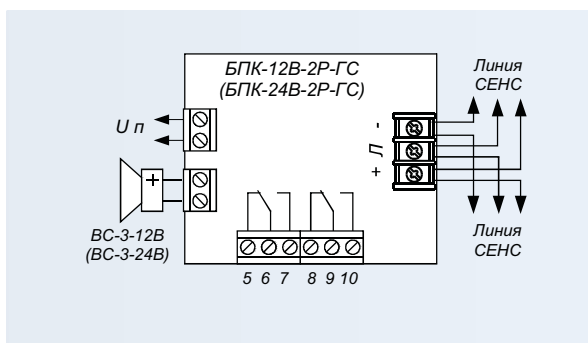 БПК-12В-2Р-ГС
(БПК-24В-2Р-ГС)
Линия
СЕНС
U п
-
Л
+
+
ВС-3-12В
(ВС-3-24В)
Линия
СЕНС
5 6 7 8 9 10